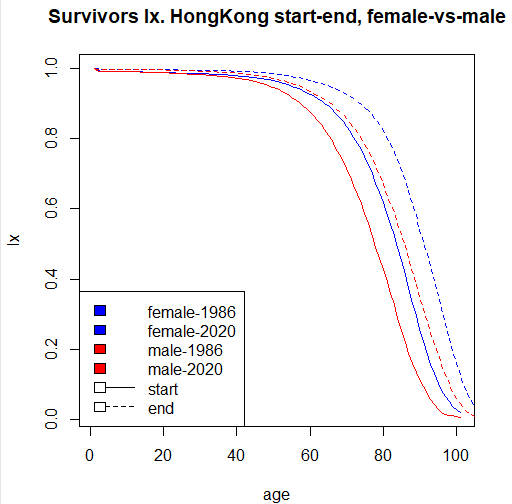 Survivors lx. HongKong start-end, female-vs-male
lx
1.0
0.8
0.6
0.4
0.2
0.0
female-1986
female-2020
male-1986
male-2020
start
end
0 20 40 60 80 100
age